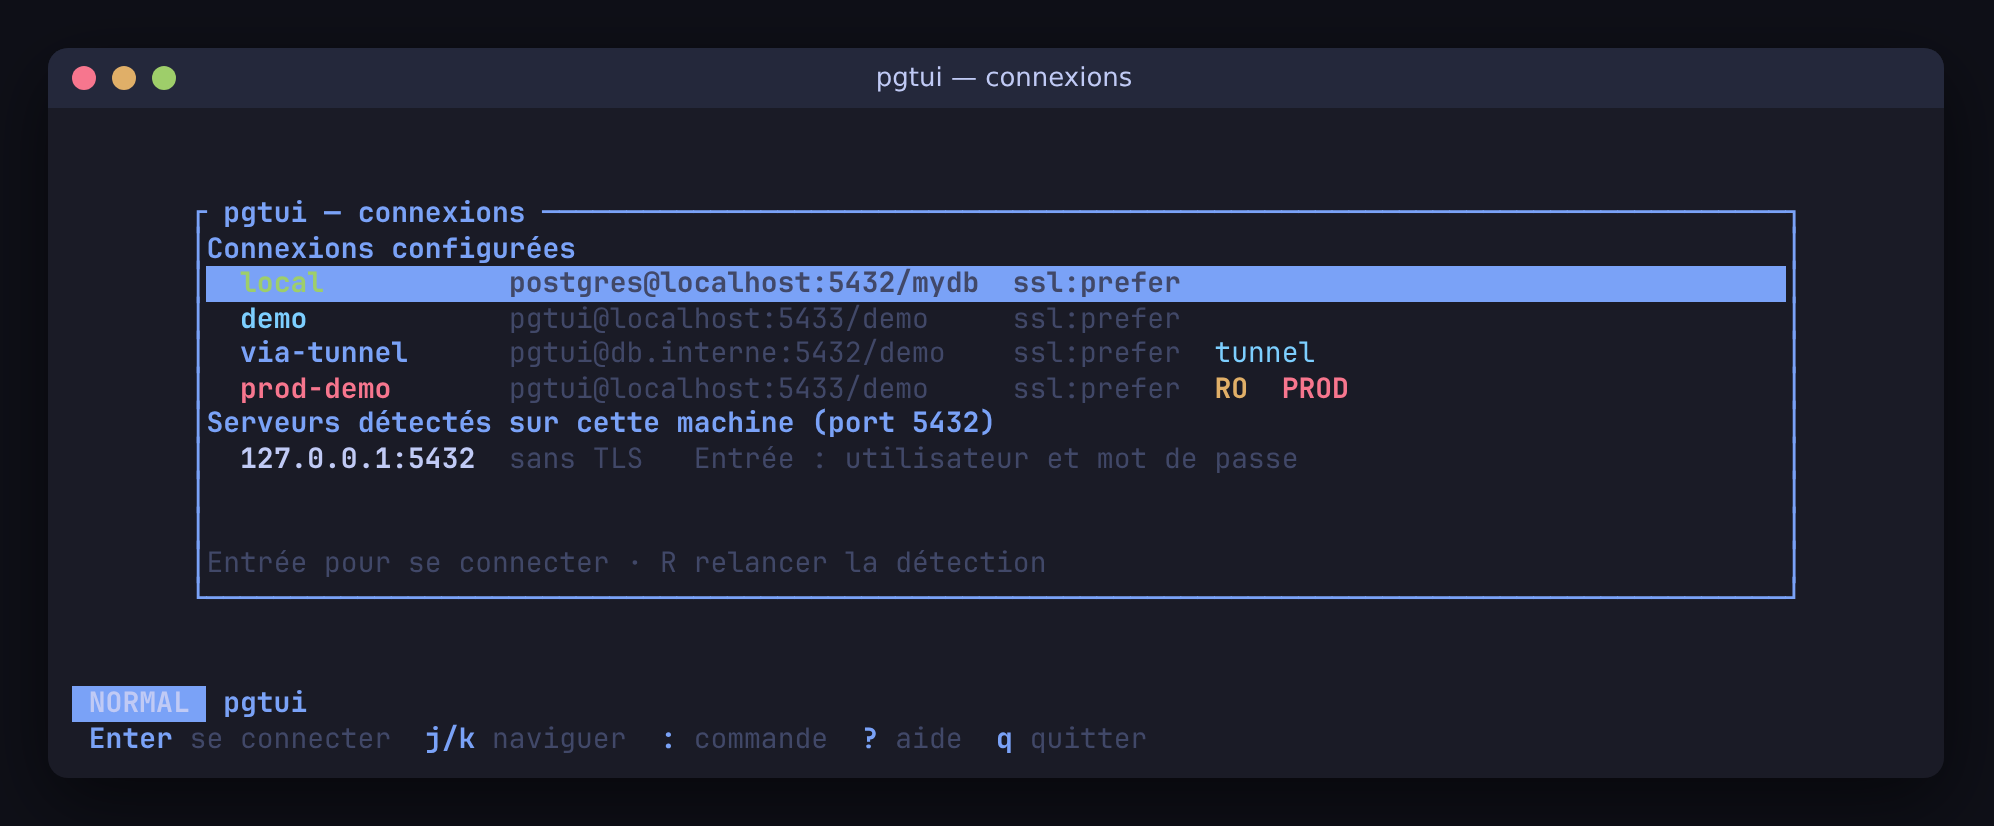 pgtui — connexions
pgtui — connexions
Connexions configurées
local postgres@localhost:5432/mydb ssl:prefer
demo pgtui@localhost:5433/demo ssl:prefer
via-tunnel pgtui@db.interne:5432/demo ssl:prefer tunnel
prod-demo pgtui@localhost:5433/demo ssl:prefer RO PROD
Serveurs détectés sur cette machine (port 5432)
127.0.0.1:5432 sans TLS Entrée : utilisateur et mot de passe
Entrée pour se connecter · R relancer la détection
NORMAL pgtui
Enter se connecter j/k naviguer : commande ? aide q quitter